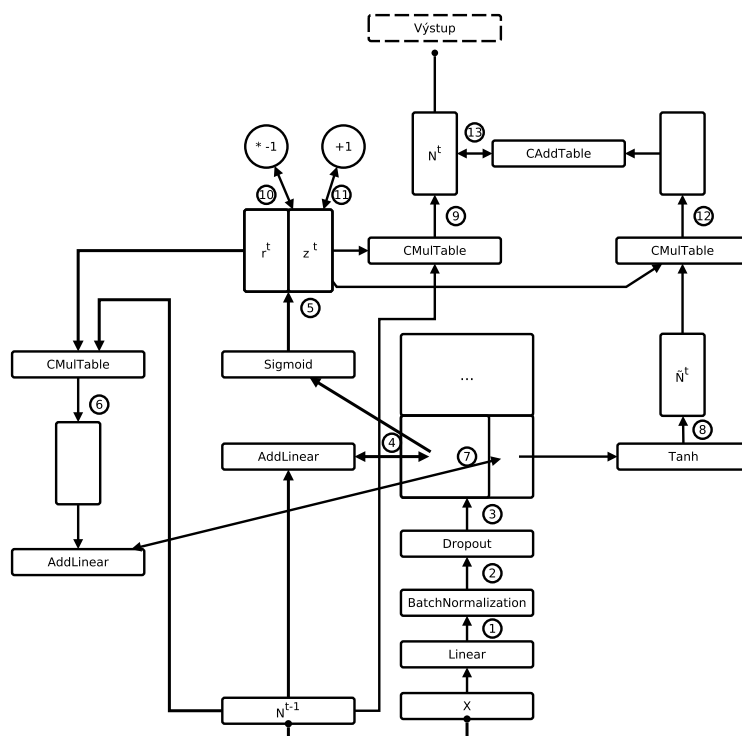 Výstup
* -1
+1
13
N^t
CAddTable
10
11
12
9
r^t
z^t
CMulTable
CMulTable
5
CMulTable
Sigmoid
...
Ñ^t
6
4
8
AddLinear
7
Tanh
3
Dropout
AddLinear
2
BatchNormalization
1
Linear
N^t-1
X